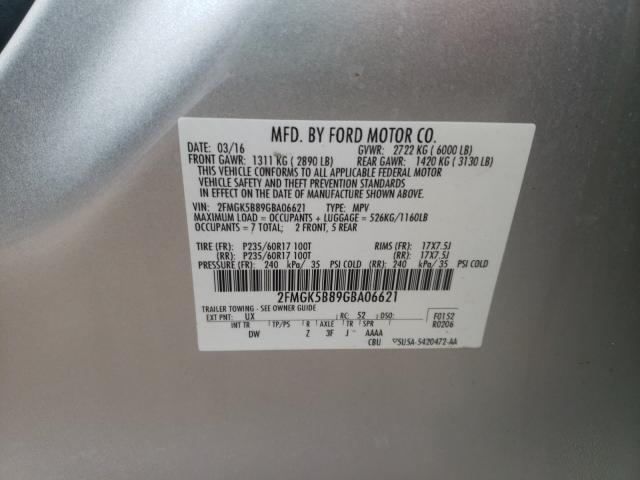 MFD. BY FORD MOTOR CO.
DATE: 03/16 GVWR: 2722 KG ( 6000 LB)
FRONT GAWR: 1311 KG ( 2890 LB) REAR GAWR: 1420 KG ( 3130 LB)
THIS VEHICLE CONFORMS TO ALL APPLICABLE FEDERAL MOTOR
VEHICLE SAFETY AND THEFT PREVENTION STANDARDS
IN EFFECT ON THE DATE OF MANUFACTURE SHOWN ABOVE.
VIN: 2FMGK5B89GBA06621 TYPE: MPV
MAXIMUM LOAD = OCCUPANTS + LUGGAGE = 526KG/1160LB
OCCUPANTS = 7 TOTAL; 2 FRONT, 5 REAR
TIRE (FR): P235/60R17 100T RIMS (FR): 17X7.5J
(RR): P235/60R17 100T (RR): 17X7.5J
PRESSURE (FR): 240 kPa/ 35 PSI COLD (RR): 240 kPa/ 35 PSI COLD
2FMGK5B89GBA06621
TRAILER TOWING - SEE OWNER GUIDE
EXT PNT: UX RC: 52 DSO: F0152
INT TR TP/PS R AXLE TR SPR R0206
DW Z 3F J AAAA
CBU 5U5A-5420472-AA